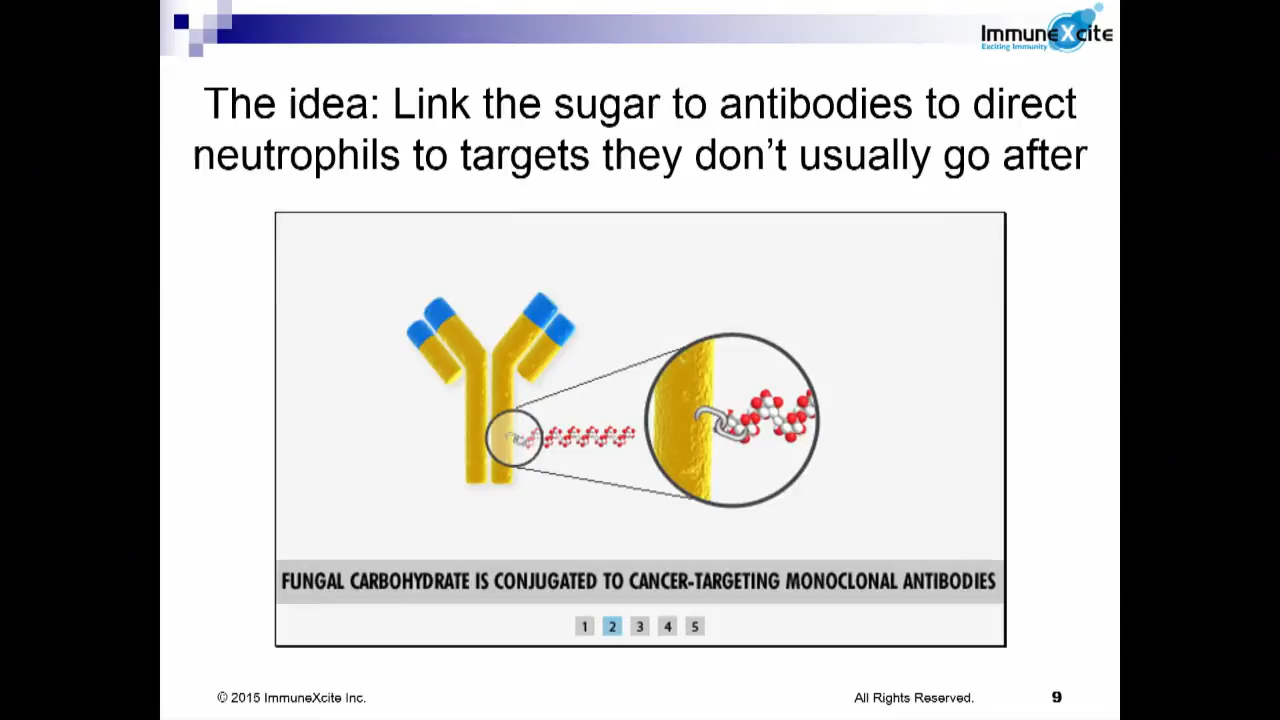 ImmuneXcite
Exciting Immunity
The idea: Link the sugar to antibodies to direct
neutrophils to targets they don't usually go after
FUNGAL CARBOHYDRATE IS CONJUGATED TO CANCER-TARGETING MONOCLONAL ANTIBODIES
1 2 3 4 5
© 2015 ImmuneXcite Inc. All Rights Reserved. 9